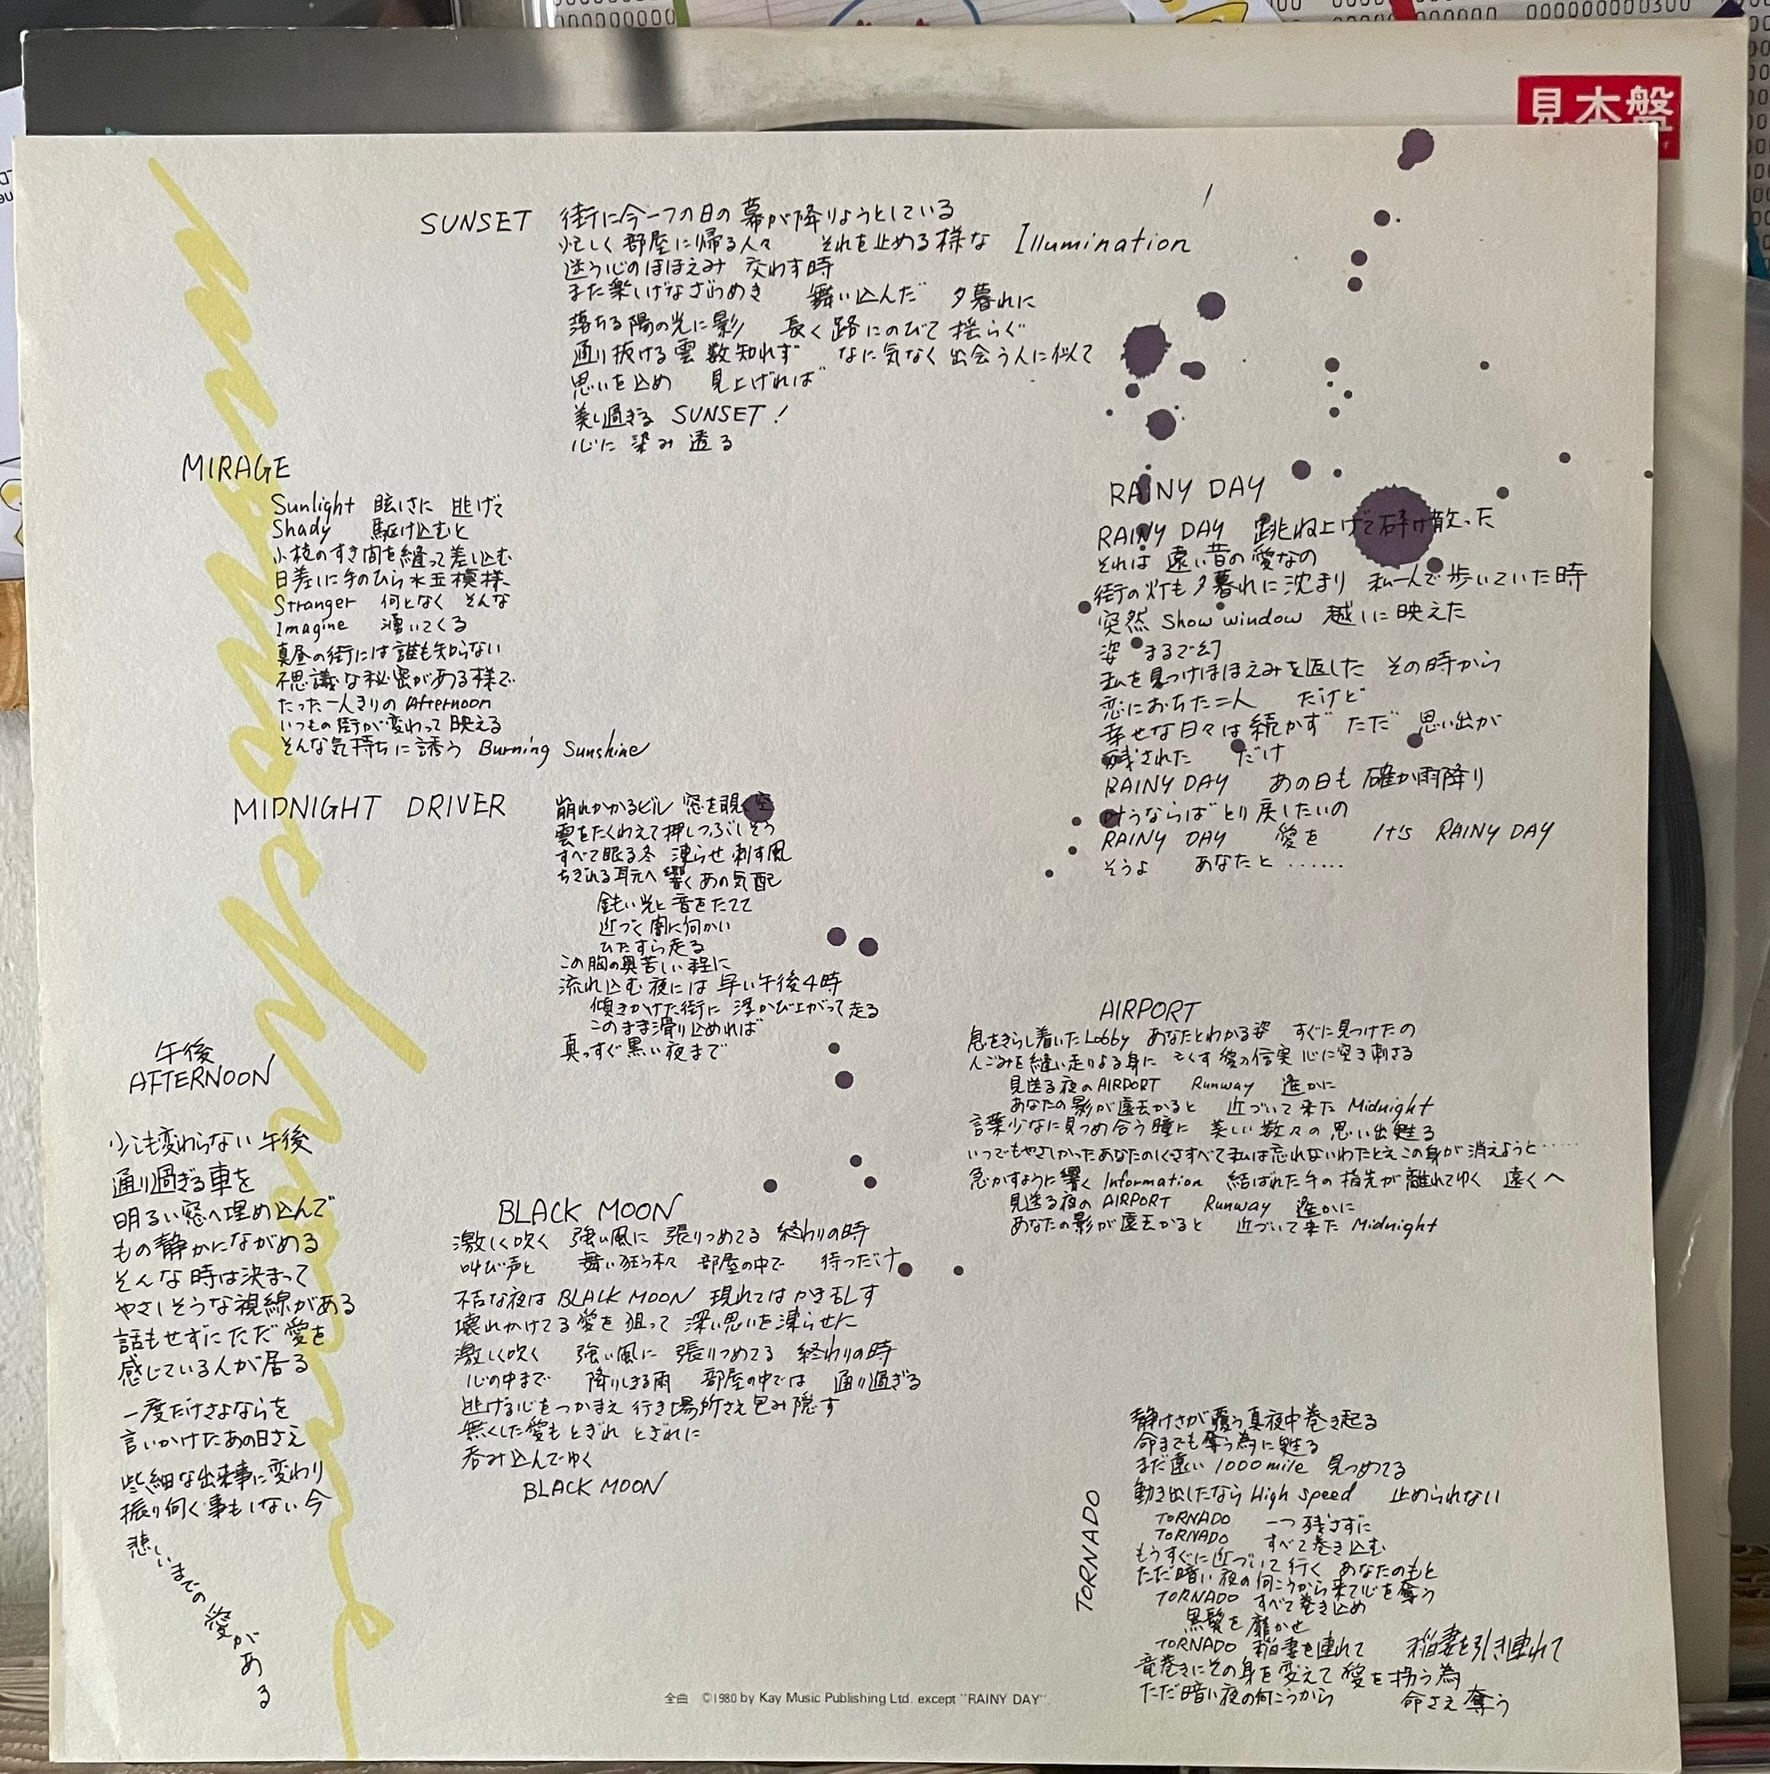 000000000300
見本盤
SUNSET
街に今一つの日の幕が降りようとしている
忙しく 部屋に帰る人々 それを止める様な Illumination
迷う心のほほえみ 交わす時
また楽しげなざわめき 舞い込んだ 夕暮れに
落ちる陽の光に影 長く路にのびて揺らぐ
通り抜ける雲 数知れず なに気なく出会う人に似て
思いを込め 見上げれば
美し過ぎる SUNSET!
心に 染み 透る
MIRAGE
Sunlight 眩しさに 逃げて
Shady 駆け込むと
小枝のすき間を縫って差し込む
日差しに手のひら水玉模様、
Stranger 何となく そんな
Imagine 湧いてくる
真昼の街には誰も知らない
不思議な秘密がある様で
たった一人きりの Afternoon
いつもの街が変わって映える
そんな気持ちに誘う Burning Sunshine
RAINY DAY
RAINY DAY 跳ね上げて砕け散った
それは 遠い昔の愛なの
街の灯も夕暮れに沈まり 私一人で歩いていた時
突然 Show window 越しに映えた
姿 まるで幻
私を見つけほほえみを返した その時から
恋におちた二人 だけど
幸せな日々は続かず ただ 思い出が
残された だけ
RAINY DAY あの日も 確か雨降り
叶うならば とり戻したいの
RAINY DAY 愛を It's RAINY DAY
そうよ あなたと ……
MIDNIGHT DRIVER
崩れかかるビル 窓を覗く空
雲をたくわえて押しつぶしそう
すべて眠る冬 凍らせ 刺す風
ちぎれる耳元へ 響くあの気配
鈍い光と音をたてて
近づく 闇に向かい
ひたすら走る
この胸の奥苦しい程に
流れ込む夜には 早い午後4時
傾きかけた街に 浮かび上がって走る
このまま滑り込めれば
真っすぐ黒い夜まで
午後
AFTERNOON
少しも変わらない午後
通り過ぎる車を
明るい窓へ埋め込んで
もの静かにながめる
そんな時は決まって
やさしそうな視線がある
話もせずにただ愛を
感じている人が居る
一度だけさよならを
言いかけたあの日さえ
些細な出来事に変わり
振り向く事もしない今
悲しいまでの愛がある
AIRPORT
息をきらし着いた Lobby あなたとわかる姿 すぐに見つけたの
人ごみを縫い走りよる身に そくす愛の信実 心に突き刺さる
見送る夜の AIRPORT Runway 遙かに
あなたの影が遠去かると 近づいて来た Midnight
言葉少なに見つめ合う瞳に 美しい数々の思い出甦る
いつでもやさしかったあなたのしぐさすべて私は忘れないわたとえこの身が消えようと……
急かすように響く Information 結ばれた手の指先が離れてゆく 遠くへ
見送る夜の AIRPORT Runway 遙かに
あなたの影が遠去かると 近づいて来た Midnight
BLACK MOON
激しく吹く 強い風に 張りつめてる 終わりの時
叫び声と 舞い狂う木々 部屋の中で 待つだけ
不吉な夜は BLACK MOON 現れてはかき乱す
壊れかけてる愛を 狙って 深い思いを凍らせに
激しく吹く 強い風に 張りつめてる 終わりの時
心の中まで 降りしきる雨 部屋の中では 通り過ぎる
逃げる心をつかまえ 行き場所さえ包み隠す
無くした愛も とぎれ とぎれに
呑み込んでゆく
BLACK MOON
TORNADO
静けさが覆う真夜中巻き起る
命までも奪う為に甦る
まだ遠い 1000 mile 見つめてる
動き出したなら High speed 止められない
TORNADO 一つ残さずに
TORNADO すべて巻き込む
もうすぐに近づいて行く あなたのもと
ただ暗い夜の向こうから来て心を奪う
TORNADO すべて巻き込め
黒髪を靡かせ
TORNADO 稲妻を連れて 稲妻を引き連れて
竜巻きにその身を変えて 愛を拐う為
ただ暗い夜の向こうから 命さえ奪う
全曲 ©1980 by Kay Music Publishing Ltd. except "RAINY DAY".